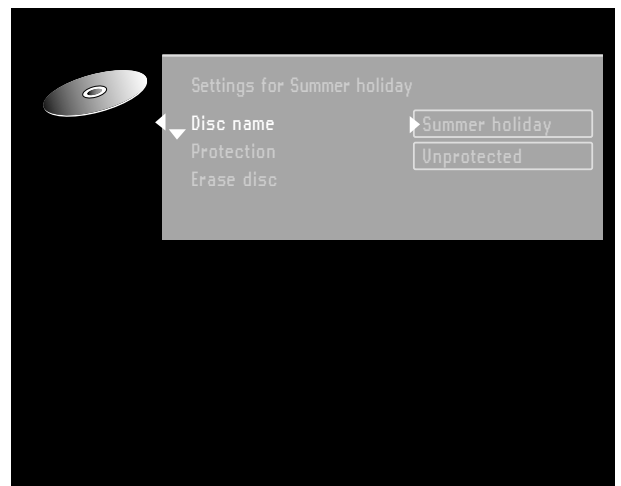 Settings for Summer holiday
Disc name Summer holiday
Protection Unprotected
Erase disc